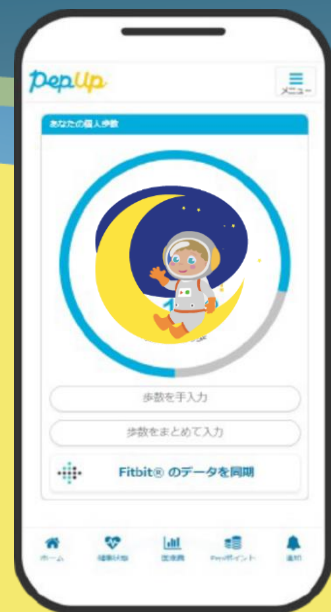 PepUp
メニュー
あなたの個人歩数
歩数を手入力
歩数をまとめて入力
Fitbit® のデータを同期
ホーム
健康状態
医療費
Pepポイント
通知